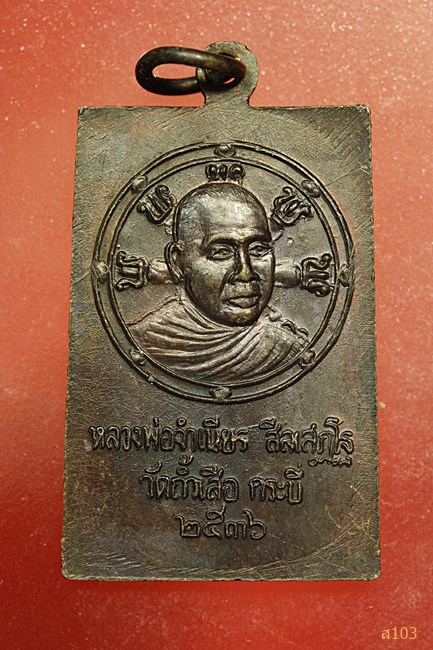 หลวงพ่อจำเนียร สีลเสฏฺโฐ
วัดถ้ำเสือ กระบี่
๒๕๓๖
ส103